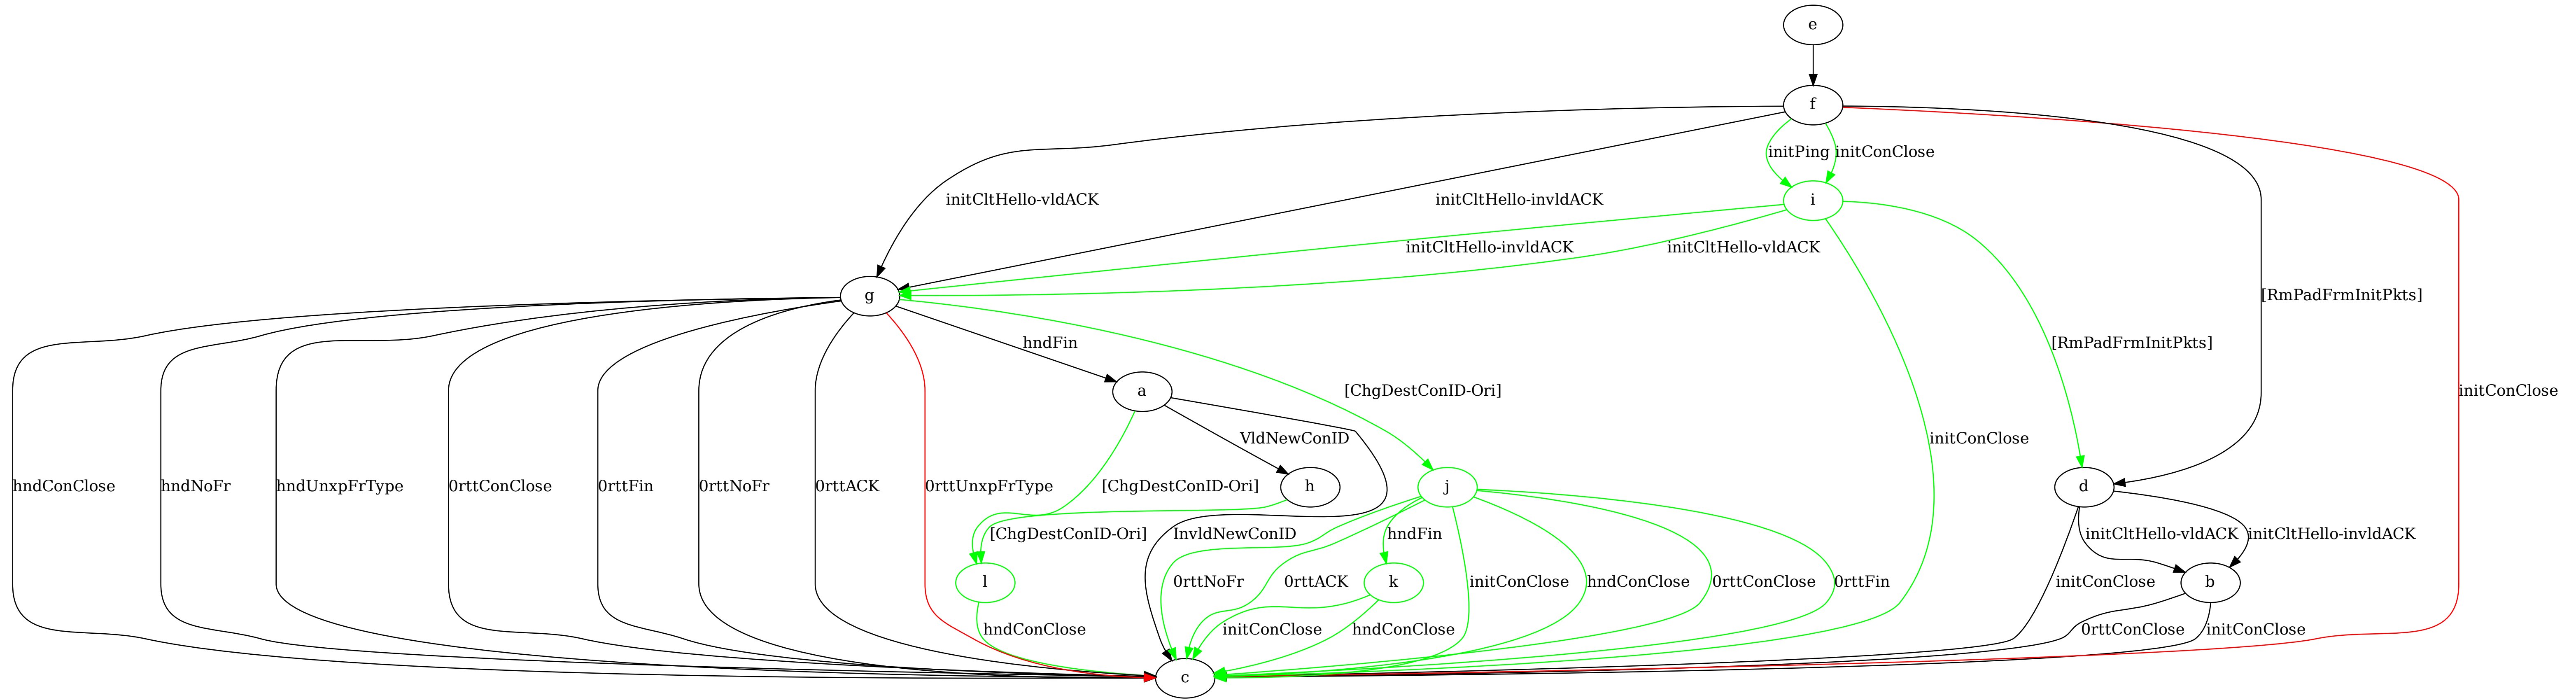 e
f
initPing
initConClose
initCltHello-vldACK
initCltHello-invldACK
i
initCltHello-invldACK
initCltHello-vldACK
g
[RmPadFrmInitPkts]
hndFin
[RmPadFrmInitPkts]
a
[ChgDestConID-Ori]
initConClose
VldNewConID
initConClose
hndConClose
hndNoFr
hndUnxpFrType
0rttConClose
0rttFin
0rttNoFr
0rttACK
0rttUnxpFrType
[ChgDestConID-Ori]
h
j
d
[ChgDestConID-Ori]
InvldNewConID
hndFin
initCltHello-vldACK
initCltHello-invldACK
l
0rttNoFr
0rttACK
k
initConClose
hndConClose
0rttConClose
0rttFin
initConClose
b
hndConClose
initConClose
hndConClose
0rttConClose
initConClose
c